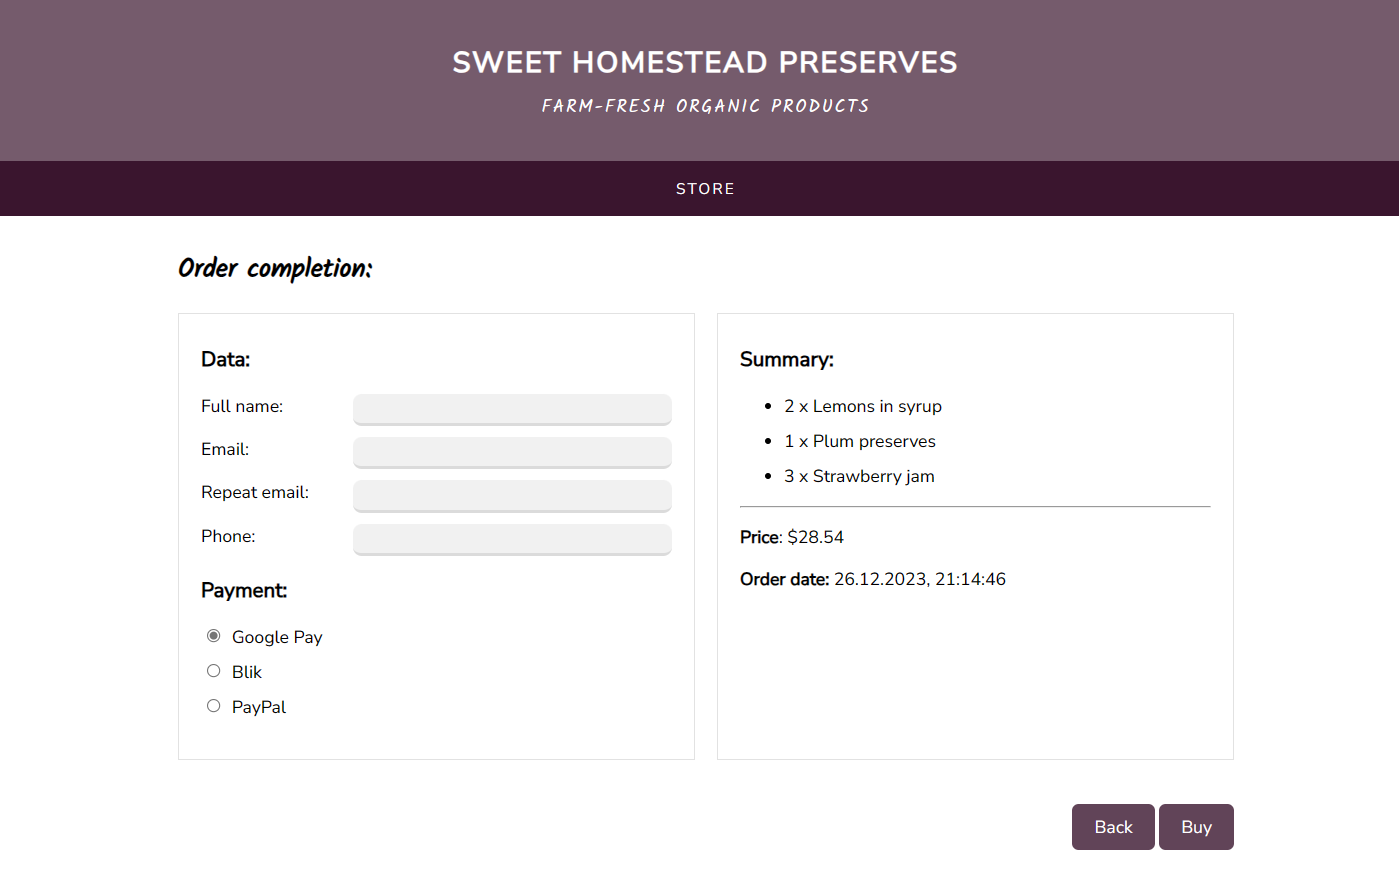 SWEET HOMESTEAD PRESERVES
FARM-FRESH ORGANIC PRODUCTS
STORE
Order completion:
Data:
Full name:
Email:
Repeat email:
Phone:
Payment:
Google Pay
Blik
PayPal
Summary:
2 x Lemons in syrup
1 x Plum preserves
3 x Strawberry jam
Price: $28.54
Order date: 26.12.2023, 21:14:46
Back
Buy